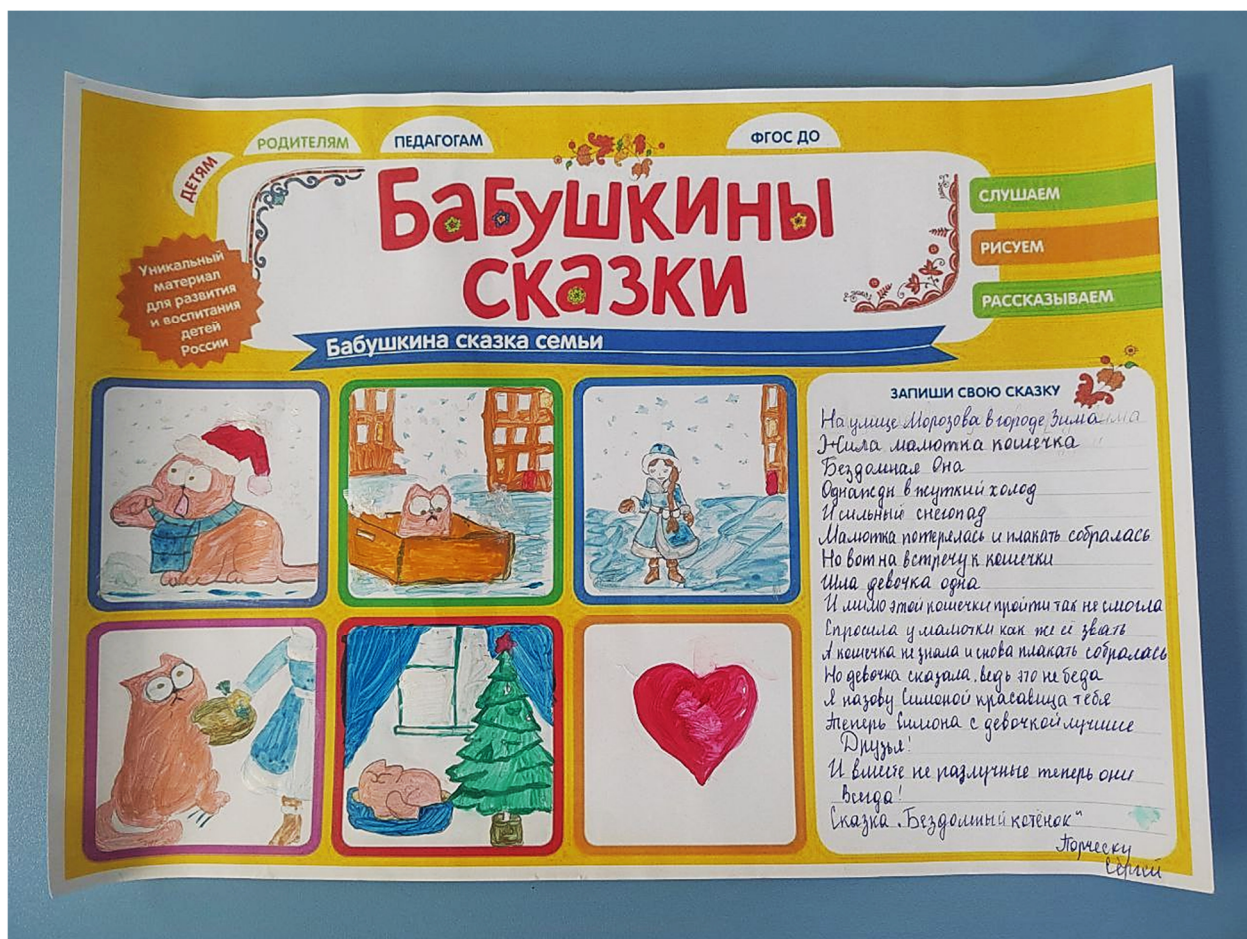 ДЕТЯМ
РОДИТЕЛЯМ
ПЕДАГОГАМ
ФГОС ДО
Бабушкины
сказки
СЛУШАЕМ
РИСУЕМ
РАССКАЗЫВАЕМ
Уникальный
материал
для развития
и воспитания
детей
России
Бабушкина сказка семьи
ЗАПИШИ СВОЮ СКАЗКУ
На улице Морозова в городе Зима
Жила малютка кошечка
Бездомная Она
Однажды в жуткий холод
И сильный снегопад
Малютка потерялась и плакать собралась
Но вот на встречу к кошечки
Шла девочка одна
И мимо этой кошечки пройти так не смогла
Спросила у малютки как же её звать
А кошечка не знала и снова плакать собралась
Но девочка сказала, ведь это не беда
Я назову Симоной красавица тебя
Теперь Симона с девочкой лучшие
Друзья!
И вместе не разлучные теперь они
Всегда!
Сказка "Бездомный котёнок"
Порческу
Сергей